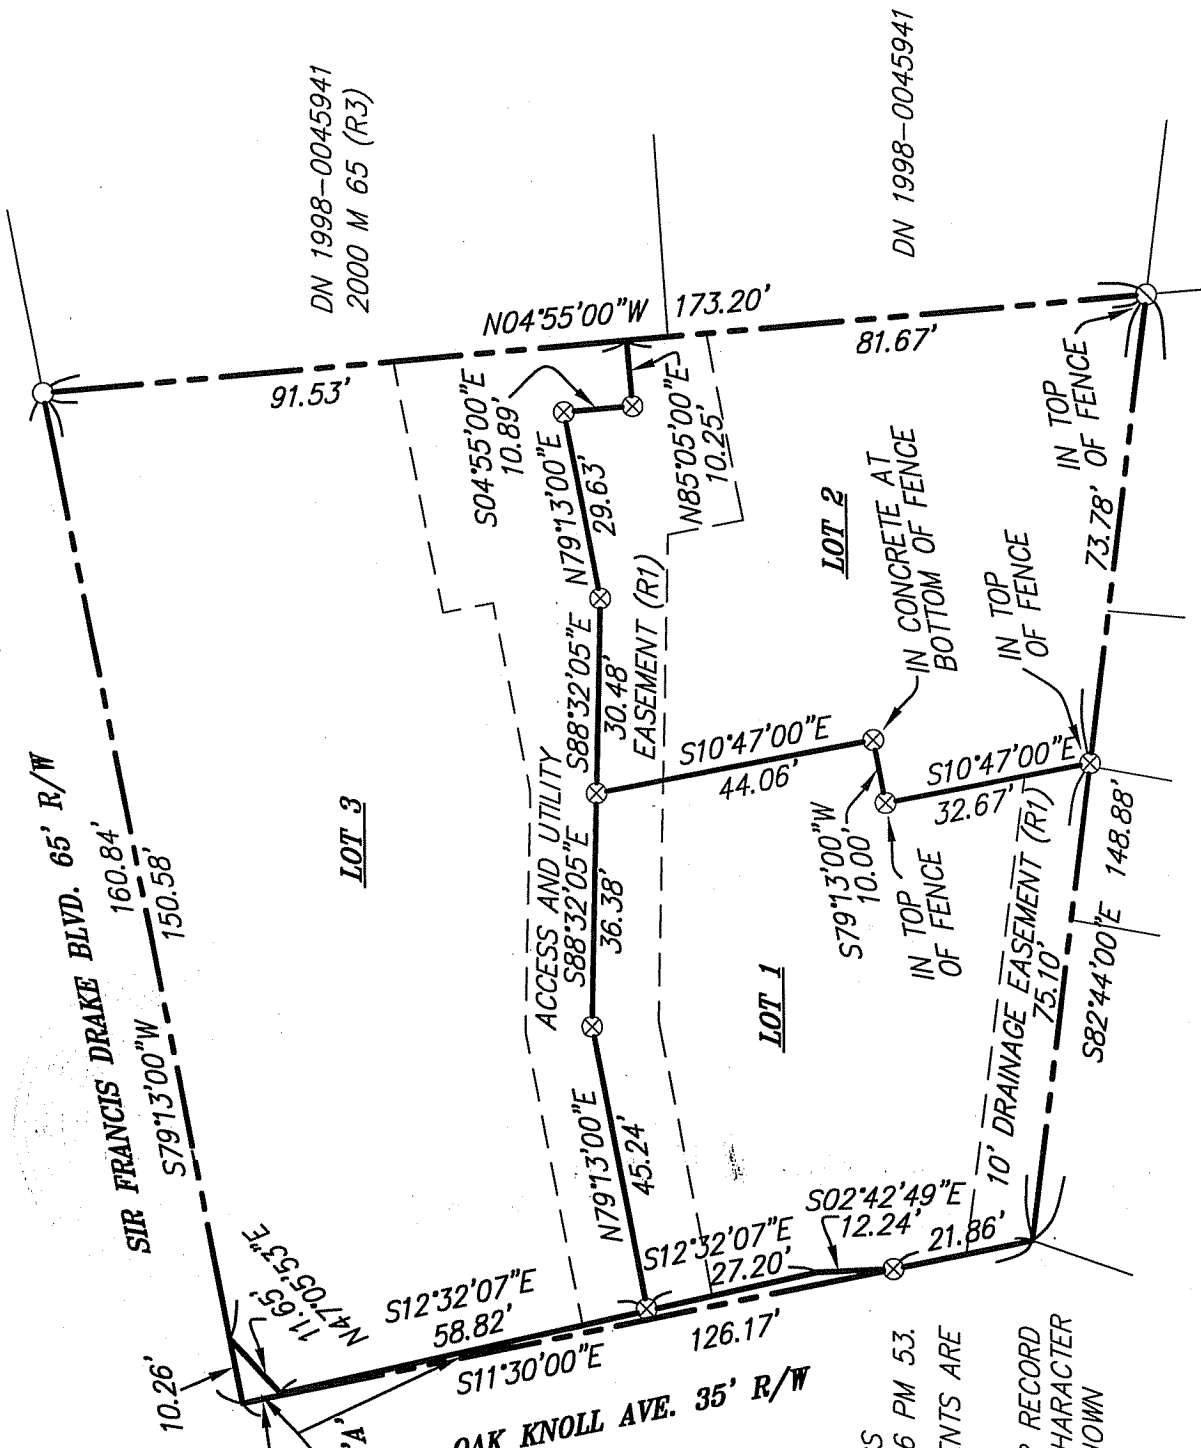 DN 1998-0045941
2000 M 65 (R3)
DN 1998-0045941
SIR FRANCIS DRAKE BLVD. 65' R/W
S79°13'00"W
160.84'
150.58'
N04°55'00"W 173.20'
91.53'
81.67'
S04°55'00"E
10.89'
N85°05'00"E
10.25'
N79°13'00"E
29.63'
S88°32'05"E
30.48'
EASEMENT (R1)
ACCESS AND UTILITY
S88°32'05"E
36.38'
N79°13'00"E
45.24'
LOT 3
LOT 2
LOT 1
IN TOP
OF FENCE
73.78'
IN CONCRETE AT
BOTTOM OF FENCE
IN TOP
OF FENCE
S10°47'00"E
44.06'
S10°47'00"E
32.67'
S79°13'00"W
10.00'
IN TOP
OF FENCE
10' DRAINAGE EASEMENT (R1)
75.10'
S82°44'00"E 148.88'
S02°42'49"E
12.24'
21.86'
S12°32'07"E
27.20'
S12°32'07"E
58.82'
S11°30'00"E
126.17'
N47°05'53"E
11.65'
10.26'
'A'
OAK KNOLL AVE. 35' R/W
6 PM 53.
ENTS ARE
RECORD
HARACTER